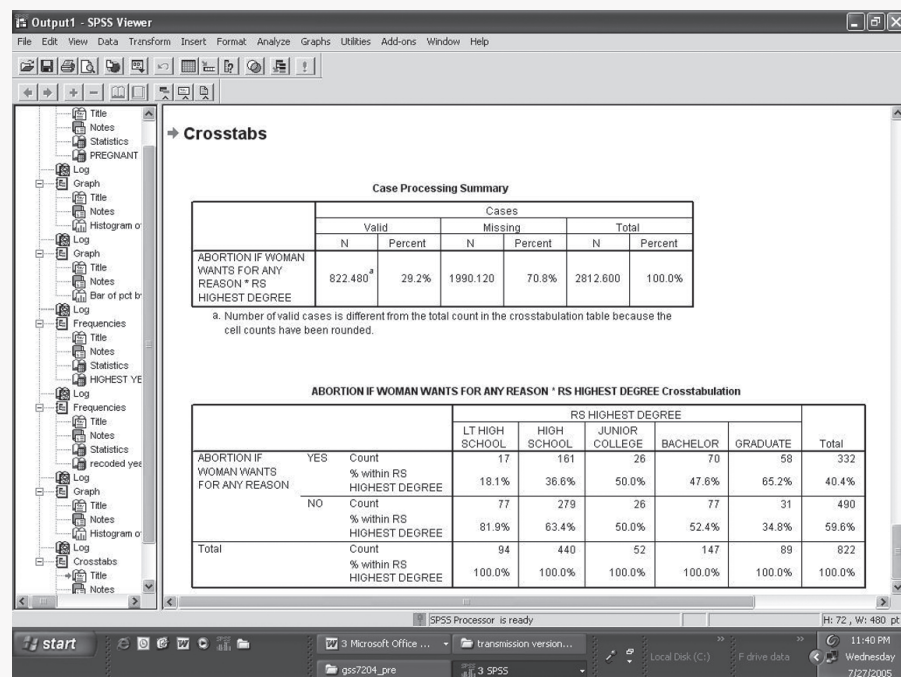 Output1 - SPSS Viewer
File Edit View Data Transform Insert Format Analyze Graphs Utilities Add-ons Window Help
Title
Notes
Statistics
PREGNANT
Log
Graph
Title
Notes
Histogram o
Log
Graph
Title
Notes
Bar of pct b
Log
Frequencies
Title
Notes
Statistics
HIGHEST YE
Log
Frequencies
Title
Notes
Statistics
recoded yea
Log
Graph
Title
Notes
Histogram o
Log
Crosstabs
Title
Notes
Crosstabs
Case Processing Summary
Cases
Valid Missing Total
N Percent N Percent N Percent
ABORTION IF WOMAN
WANTS FOR ANY
REASON * RS
HIGHEST DEGREE
822.480a 29.2% 1990.120 70.8% 2812.600 100.0%
a. Number of valid cases is different from the total count in the crosstabulation table because the
cell counts have been rounded.
ABORTION IF WOMAN WANTS FOR ANY REASON * RS HIGHEST DEGREE Crosstabulation
RS HIGHEST DEGREE
LT HIGH SCHOOL HIGH SCHOOL JUNIOR COLLEGE BACHELOR GRADUATE Total
ABORTION IF WOMAN WANTS FOR ANY REASON YES Count 17 161 26 70 58 332
% within RS HIGHEST DEGREE 18.1% 36.6% 50.0% 47.6% 65.2% 40.4%
NO Count 77 279 26 77 31 490
% within RS HIGHEST DEGREE 81.9% 63.4% 50.0% 52.4% 34.8% 59.6%
Total Count 94 440 52 147 89 822
% within RS HIGHEST DEGREE 100.0% 100.0% 100.0% 100.0% 100.0% 100.0%
SPSS Processor is ready H: 72 , W: 480 pt
start 3 Microsoft Office ... transmission version... 11:40 PM
Local Disk (C:) F drive data Wednesday
gss7204_pre 3 SPSS 7/27/2005